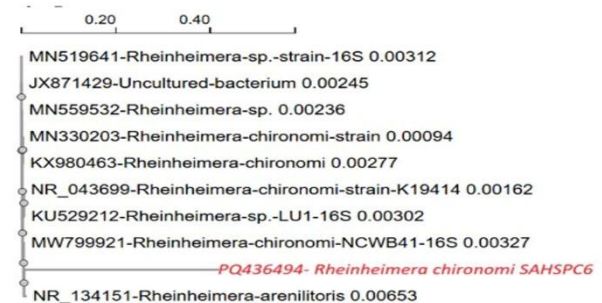 0.20 0.40
MN519641-Rheinheimera-sp.-strain-16S 0.00312
JX871429-Uncultured-bacterium 0.00245
MN559532-Rheinheimera-sp. 0.00236
MN330203-Rheinheimera-chironomi-strain 0.00094
KX980463-Rheinheimera-chironomi 0.00277
NR_043699-Rheinheimera-chironomi-strain-K19414 0.00162
KU529212-Rheinheimera-sp.-LU1-16S 0.00302
MW799921-Rheinheimera-chironomi-NCWB41-16S 0.00327
PQ436494- Rheinheimera chironomi SAHSPC6
NR_134151-Rheinheimera-arenilitoris 0.00653